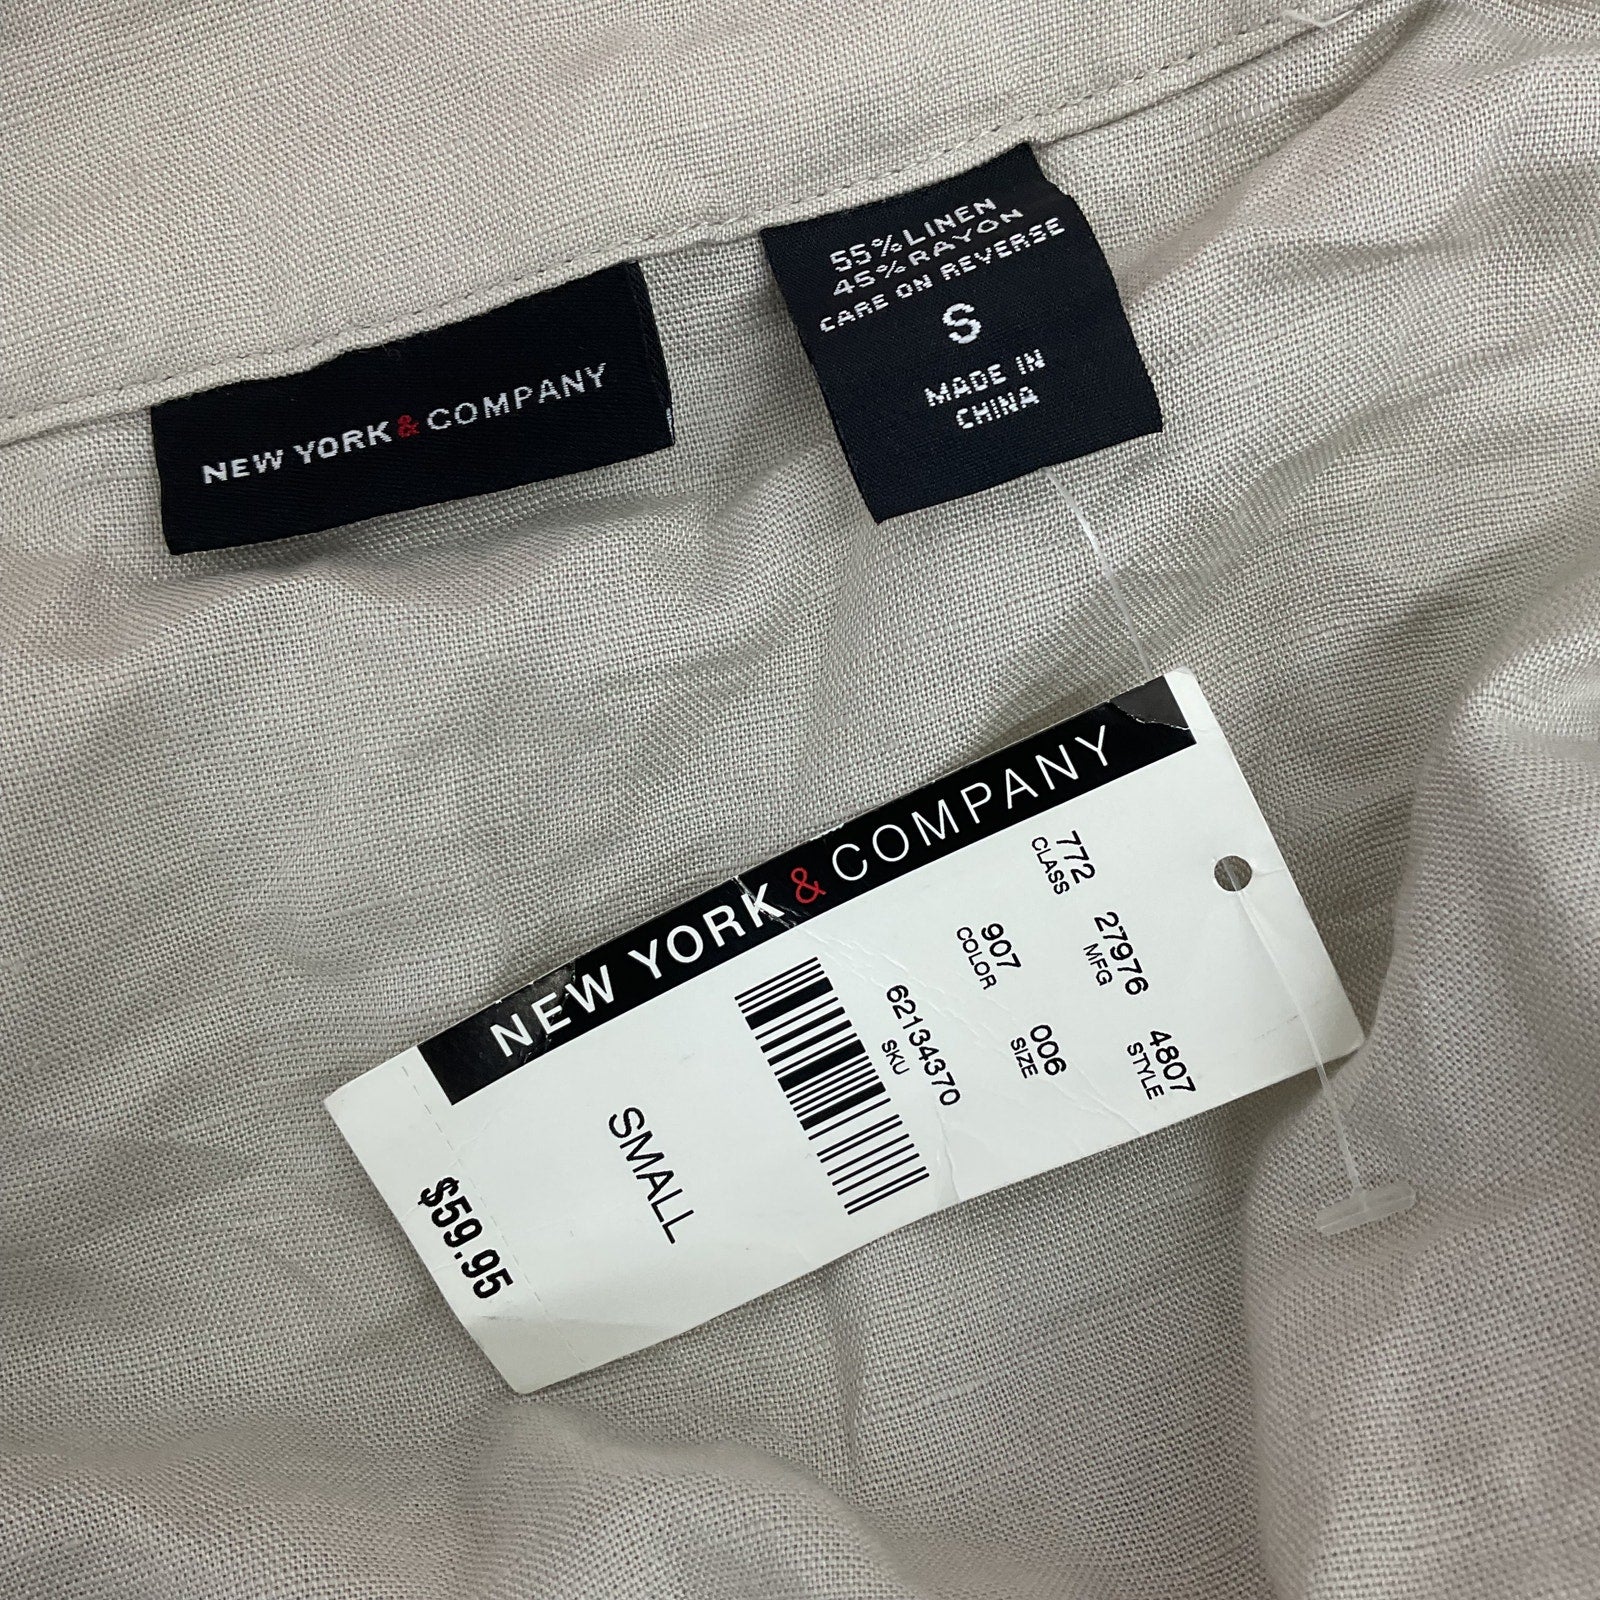 NEW YORK & COMPANY
55% LINEN
45% RAYON
CARE ON REVERSE
S
MADE IN
CHINA
NEW YORK & COMPANY
772
CLASS
27976
MFG
4807
STYLE
907
COLOR
006
SIZE
62134370
SKU
SMALL
$59.95